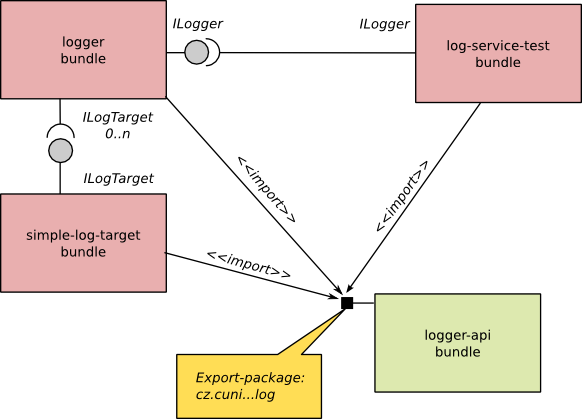 ILogger
ILogger
logger
bundle
log-service-test
bundle
ILogTarget
0..n
ILogTarget
<<import>>
<<import>>
simple-log-target
bundle
<<import>>
logger-api
bundle
Export-package:
cz.cuni...log